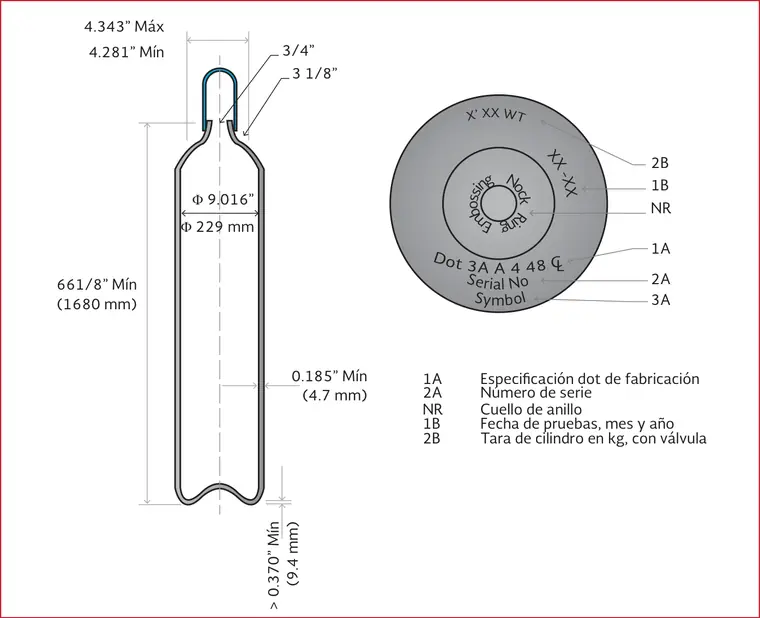 4.343” Máx
4.281” Mín
3/4”
3 1/8”
Φ 9.016”
Φ 229 mm
661/8” Mín
(1680 mm)
0.185” Mín
(4.7 mm)
> 0.370” Mín
(9.4 mm)
X’ XX WT
XX -XX
Embossing Nock Ring
Dot 3A A 4 48 ℄
Serial No
Symbol
2B
1B
NR
1A
2A
3A
1A Especificación dot de fabricación
2A Número de serie
NR Cuello de anillo
1B Fecha de pruebas, mes y año
2B Tara de cilindro en kg, con válvula